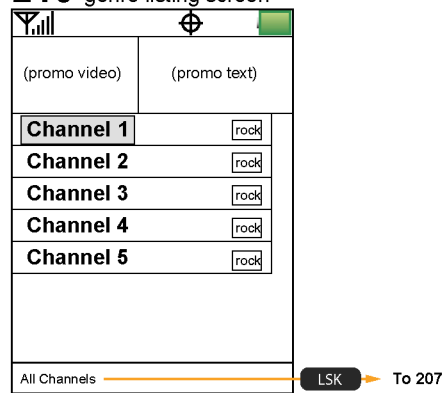 genre listing screen
(promo video) (promo text)
Channel 1 rock
Channel 2 rock
Channel 3 rock
Channel 4 rock
Channel 5 rock
All Channels LSK To 207